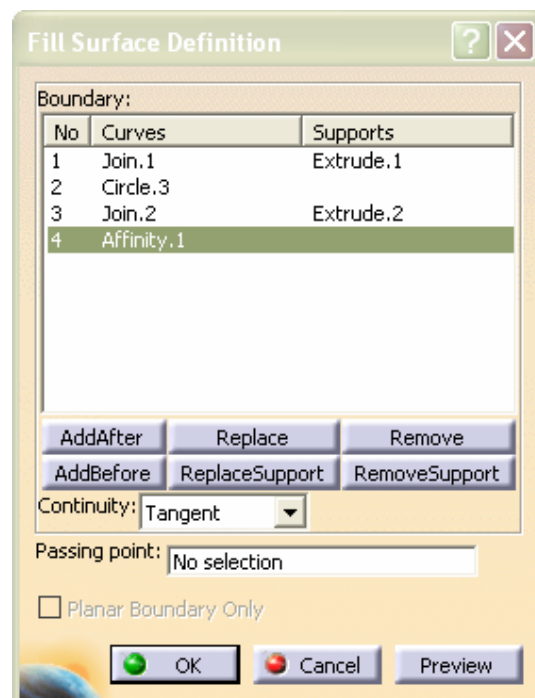 Fill Surface Definition
Boundary:
No Curves Supports
1 Join.1 Extrude.1
2 Circle.3
3 Join.2 Extrude.2
4 Affinity.1
AddAfter Replace Remove
AddBefore ReplaceSupport RemoveSupport
Continuity: Tangent
Passing point: No selection
Planar Boundary Only
OK Cancel Preview